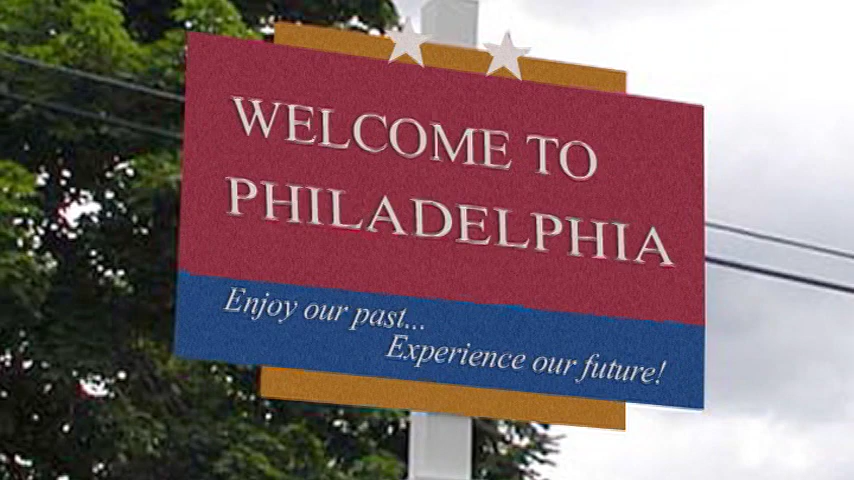 WELCOME TO
PHILADELPHIA
Enjoy our past...
Experience our future!